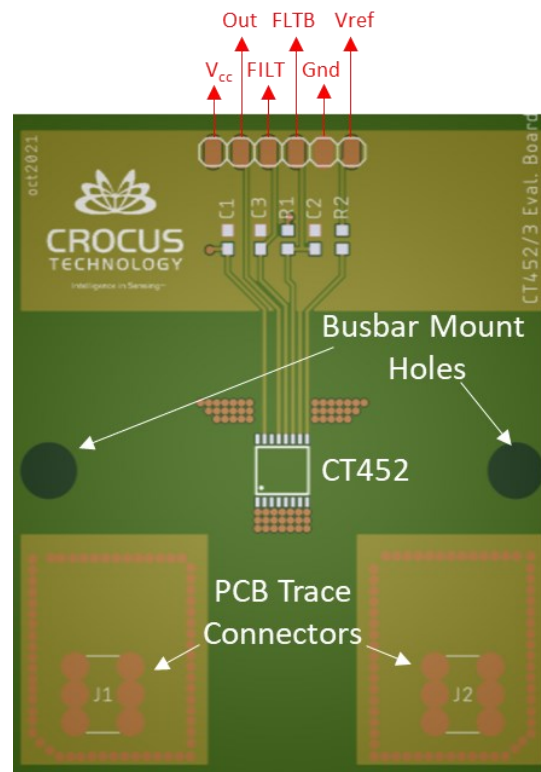 Out FLTB Vref
Vcc FILT Gnd
oct2021
CROCUS
TECHNOLOGY
Intelligence in Sensing™
C1
C3
R1
C2
R2
CT452/3 Eval. Board
Busbar Mount
Holes
CT452
PCB Trace
Connectors
J1
J2